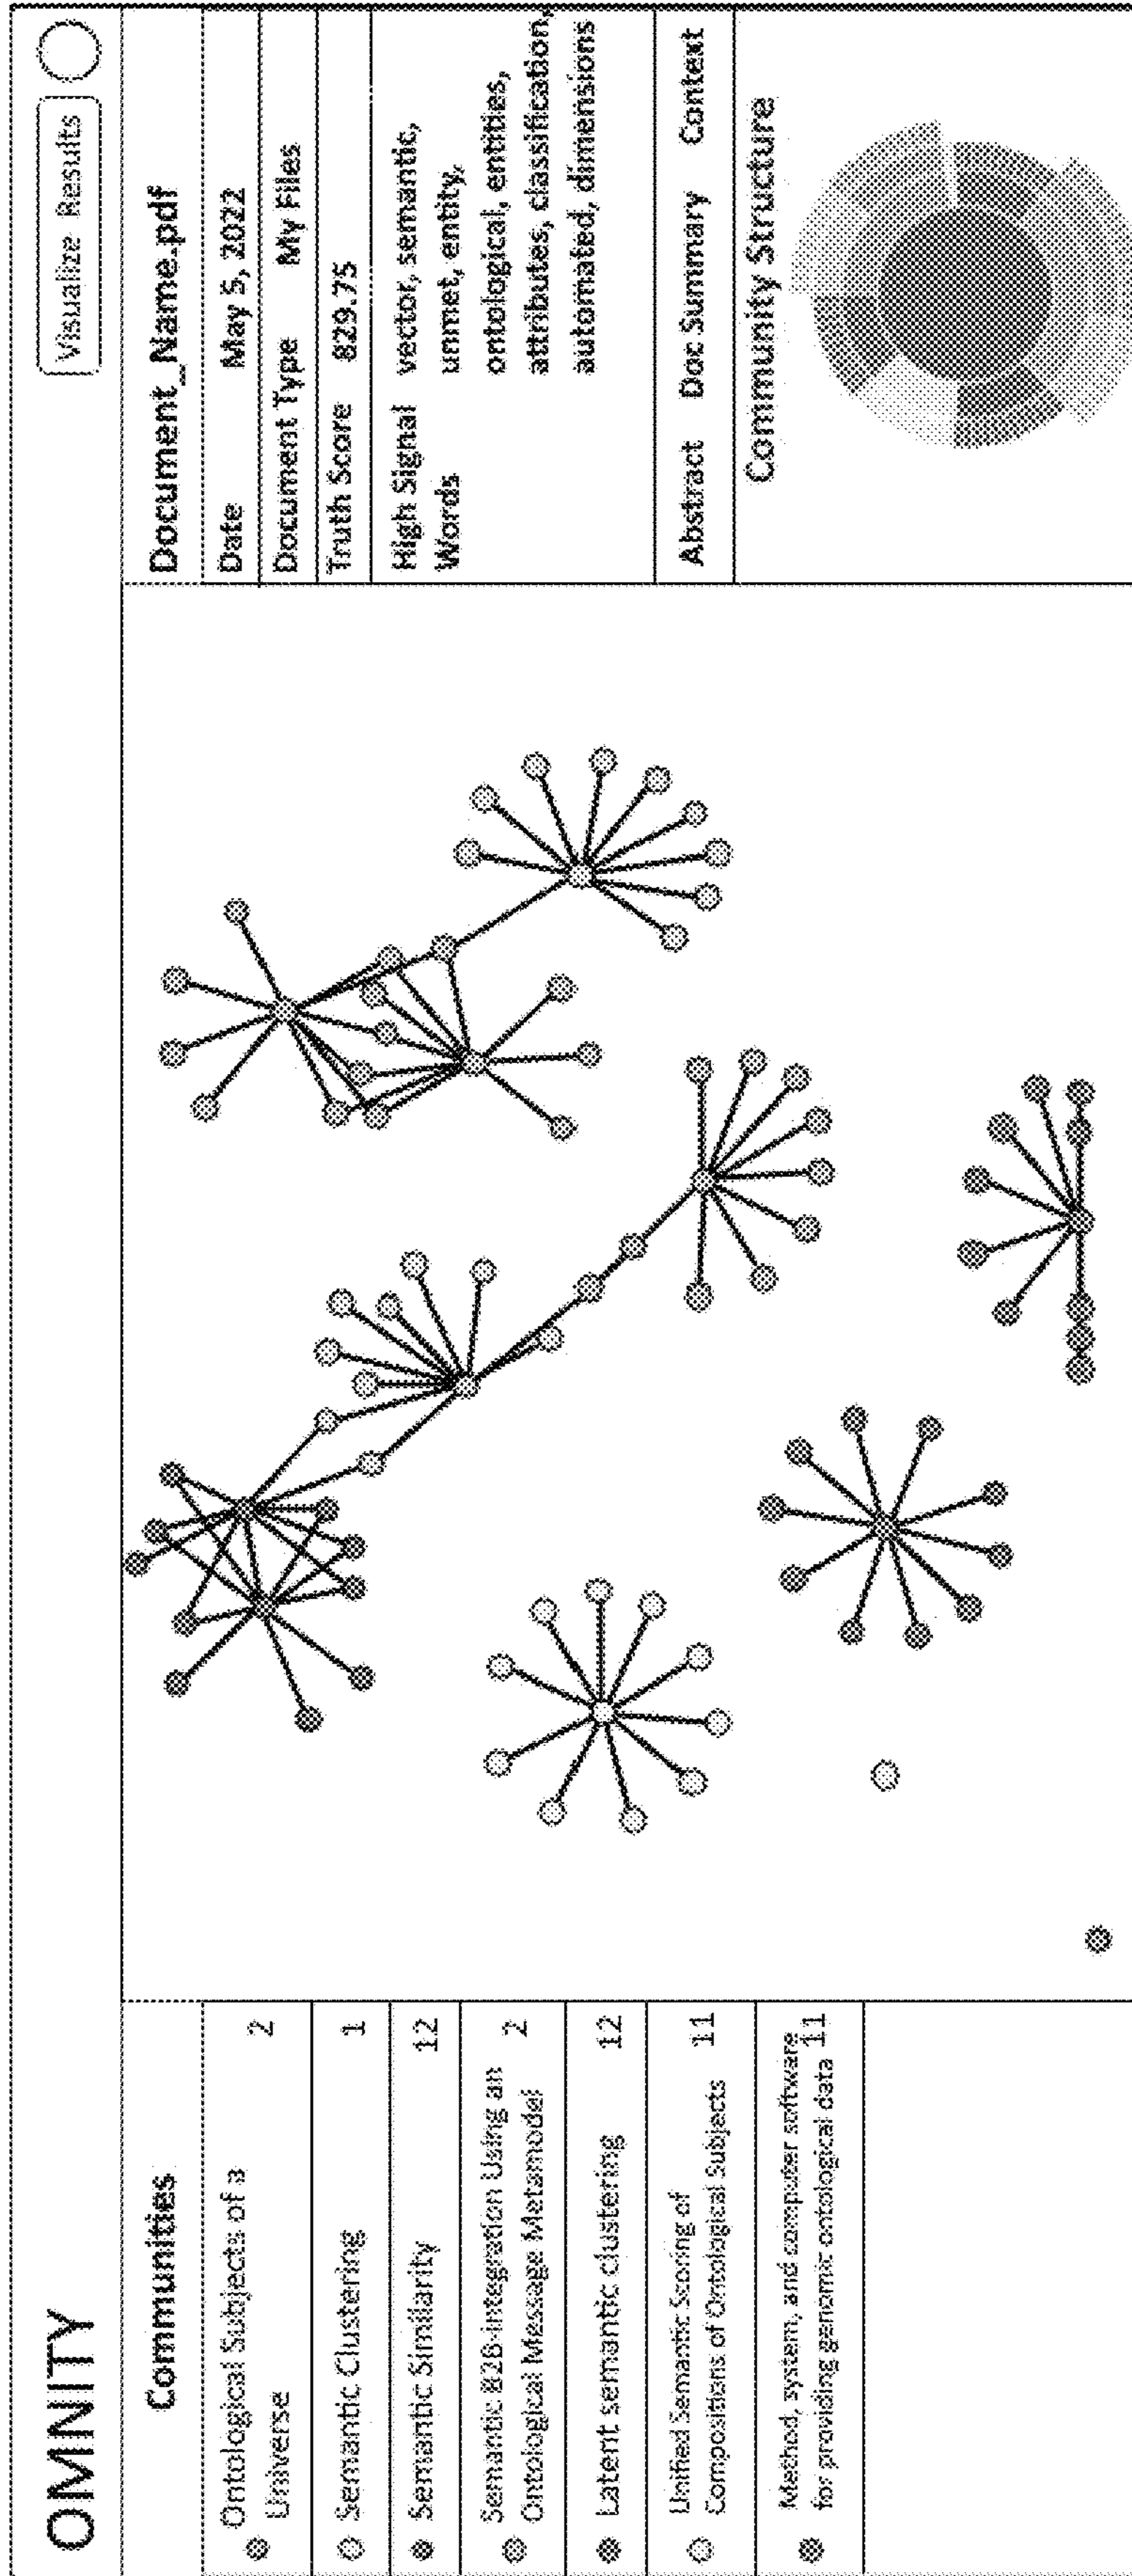 OMNITY
Visualize Results
Communities
Ontological Subjects of a
Universe
2
Semantic Clustering 1
Semantic Similarity 12
Semantic B2B-integration Using an
Ontological Message Metamodel
2
Latent semantic clustering 12
Unified Semantic Scoring of
Compositions of Ontological Subjects 11
Method, system, and computer software
for providing genomic ontological data 11
Document_Name.pdf
Date May 5, 2022
Document Type My Files
Truth Score 829.75
High Signal vector, semantic,
Words unmet, entity,
ontological, entities,
attributes, classification,
automated, dimensions
Abstract Doc Summary Context
Community Structure